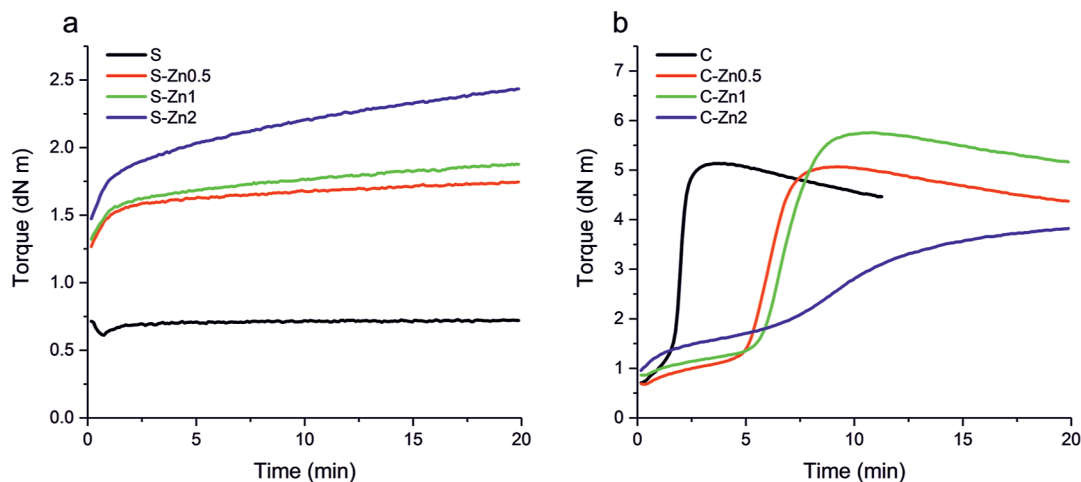 a
S
S-Zn0.5
S-Zn1
S-Zn2
2.5
2.0
1.5
1.0
0.5
0.0
0
5
10
15
20
Torque (dN m)
Time (min)
b
C
C-Zn0.5
C-Zn1
C-Zn2
7
6
5
4
3
2
1
0
0
5
10
15
20
Torque (dN m)
Time (min)